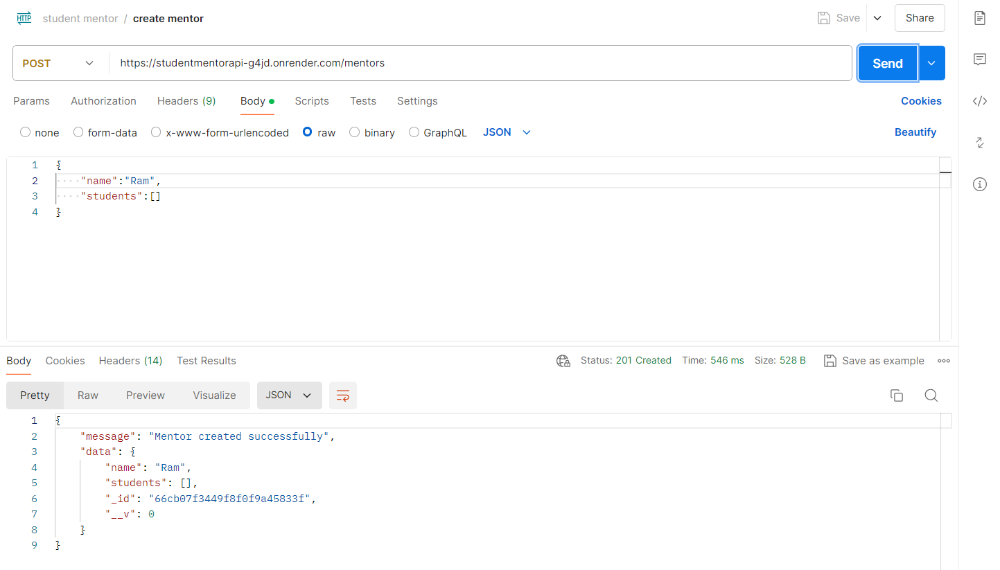 HTTP student mentor / create mentor Save Share
POST https://studentmentorapi-g4jd.onrender.com/mentors Send
Params Authorization Headers (9) Body Scripts Tests Settings Cookies
none form-data x-www-form-urlencoded raw binary GraphQL JSON Beautify
1 {
2 ····"name":"Ram",
3 ····"students":[]
4 }
Body Cookies Headers (14) Test Results Status: 201 Created Time: 546 ms Size: 528 B Save as example
Pretty Raw Preview Visualize JSON
1 {
2     "message": "Mentor created successfully",
3     "data": {
4         "name": "Ram",
5         "students": [],
6         "_id": "66cb07f3449f8f0f9a45833f",
7         "__v": 0
8     }
9 }